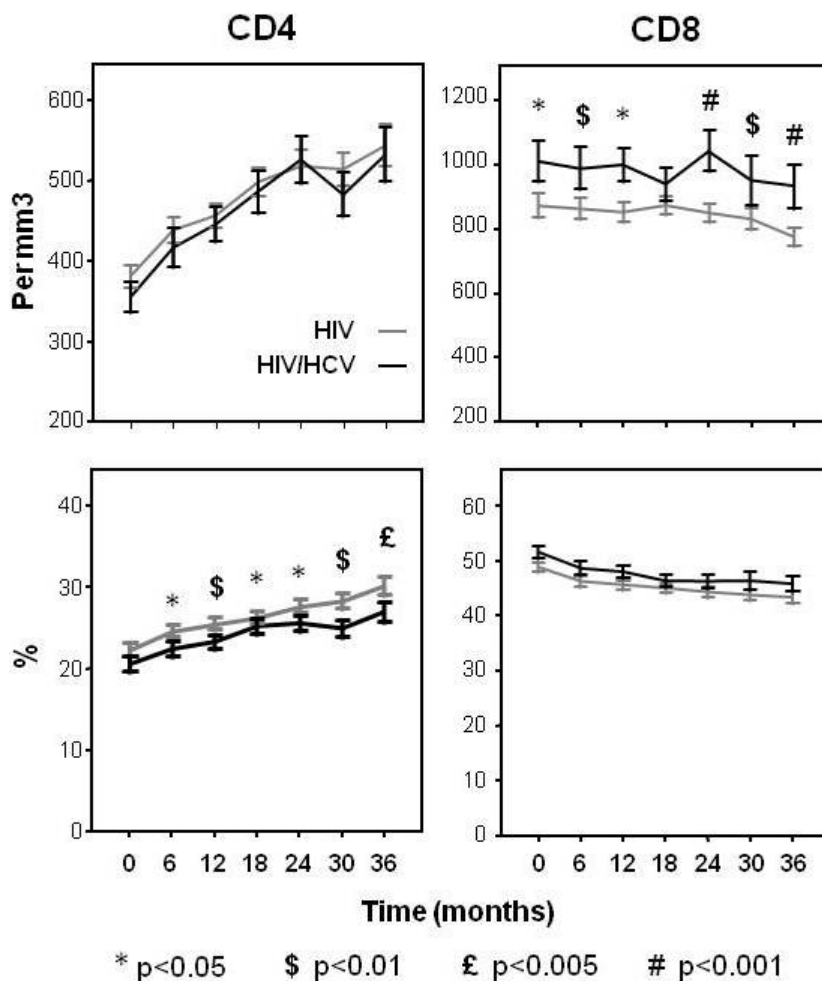 CD4 CD8
Per mm3
600
500
400
300
200
HIV
HIV/HCV
1200
1000
800
600
400
200
* $ * # $ #
%
40
30
20
10
0
* $ * * $ £
0 6 12 18 24 30 36
60
50
40
30
20
10
0
0 6 12 18 24 30 36
Time (months)
* p<0.05 $ p<0.01 £ p<0.005 # p<0.001